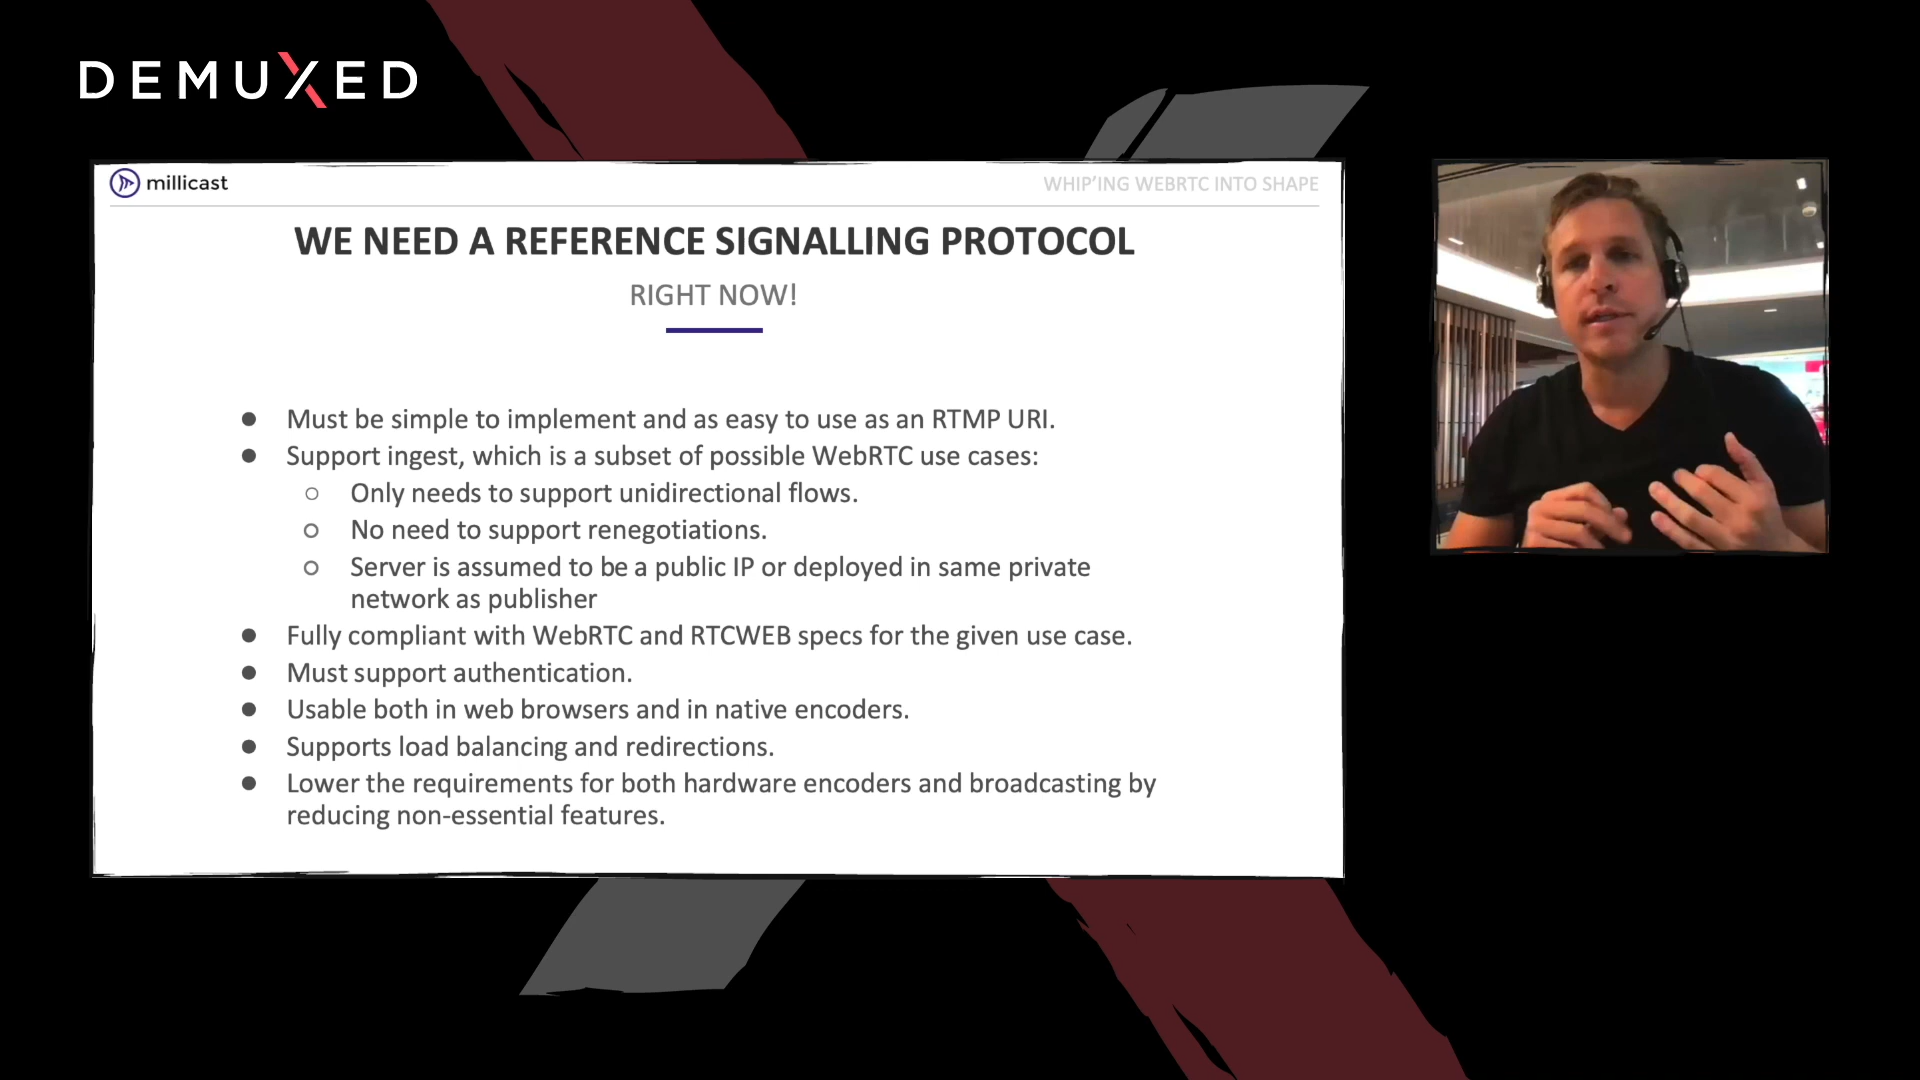 DEMUXED
millicast
WHIP'ING WEBRTC INTO SHAPE
WE NEED A REFERENCE SIGNALLING PROTOCOL
RIGHT NOW!
● Must be simple to implement and as easy to use as an RTMP URI.
● Support ingest, which is a subset of possible WebRTC use cases:
○ Only needs to support unidirectional flows.
○ No need to support renegotiations.
○ Server is assumed to be a public IP or deployed in same private
network as publisher
● Fully compliant with WebRTC and RTCWEB specs for the given use case.
● Must support authentication.
● Usable both in web browsers and in native encoders.
● Supports load balancing and redirections.
● Lower the requirements for both hardware encoders and broadcasting by
reducing non-essential features.